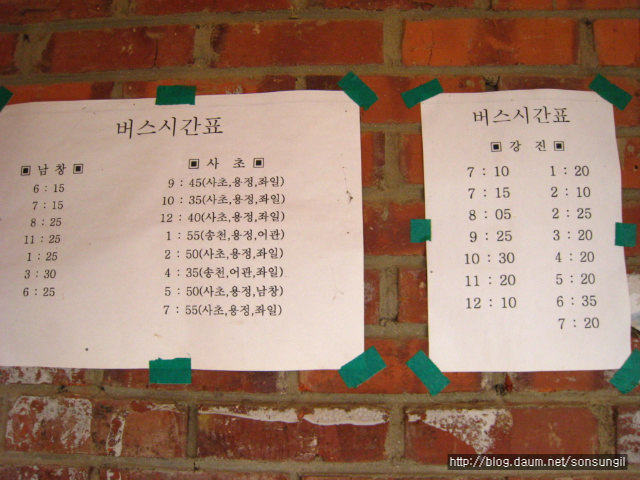 버스시간표
▣ 남 창 ▣
6 : 15
7 : 15
8 : 25
11 : 25
1 : 25
3 : 30
6 : 25
▣ 사 초 ▣
9 : 45(사초,용정,좌일)
10 : 35(사초,용정,좌일)
12 : 40(사초,용정,좌일)
1 : 55(송천,용정,어관)
2 : 50(사초,용정,좌일)
4 : 35(송천,어관,좌일)
5 : 50(사초,용정,남창)
7 : 55(사초,용정,좌일)
버스시간표
▣ 강 진 ▣
7 : 10
7 : 15
8 : 05
9 : 25
10 : 30
11 : 20
12 : 10
1 : 20
2 : 10
2 : 25
3 : 20
4 : 20
5 : 20
6 : 35
7 : 20
http://blog.daum.net/sonsungil